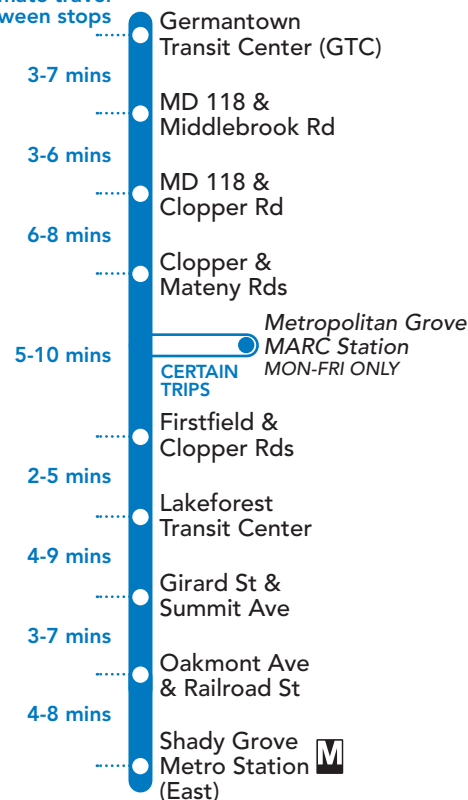 travel
stops
Germantown
Transit Center (GTC)
3-7 mins
MD 118 &
Middlebrook Rd
3-6 mins
MD 118 &
Clopper Rd
6-8 mins
Clopper &
Mateny Rds
Metropolitan Grove
MARC Station
MON-FRI ONLY
5-10 mins
CERTAIN
TRIPS
Firstfield &
Clopper Rds
2-5 mins
Lakeforest
Transit Center
4-9 mins
Girard St &
Summit Ave
3-7 mins
Oakmont Ave
& Railroad St
4-8 mins
Shady Grove
Metro Station M
(East)